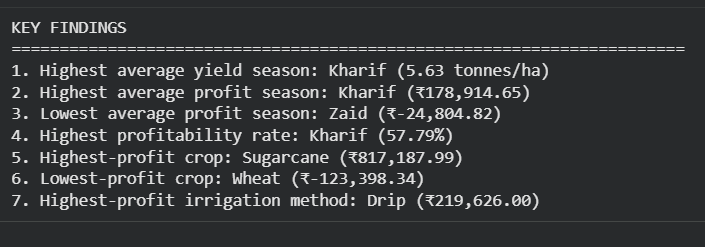 KEY FINDINGS
======================================================================
1. Highest average yield season: Kharif (5.63 tonnes/ha)
2. Highest average profit season: Kharif (₹178,914.65)
3. Lowest average profit season: Zaid (₹-24,804.82)
4. Highest profitability rate: Kharif (57.79%)
5. Highest-profit crop: Sugarcane (₹817,187.99)
6. Lowest-profit crop: Wheat (₹-123,398.34)
7. Highest-profit irrigation method: Drip (₹219,626.00)